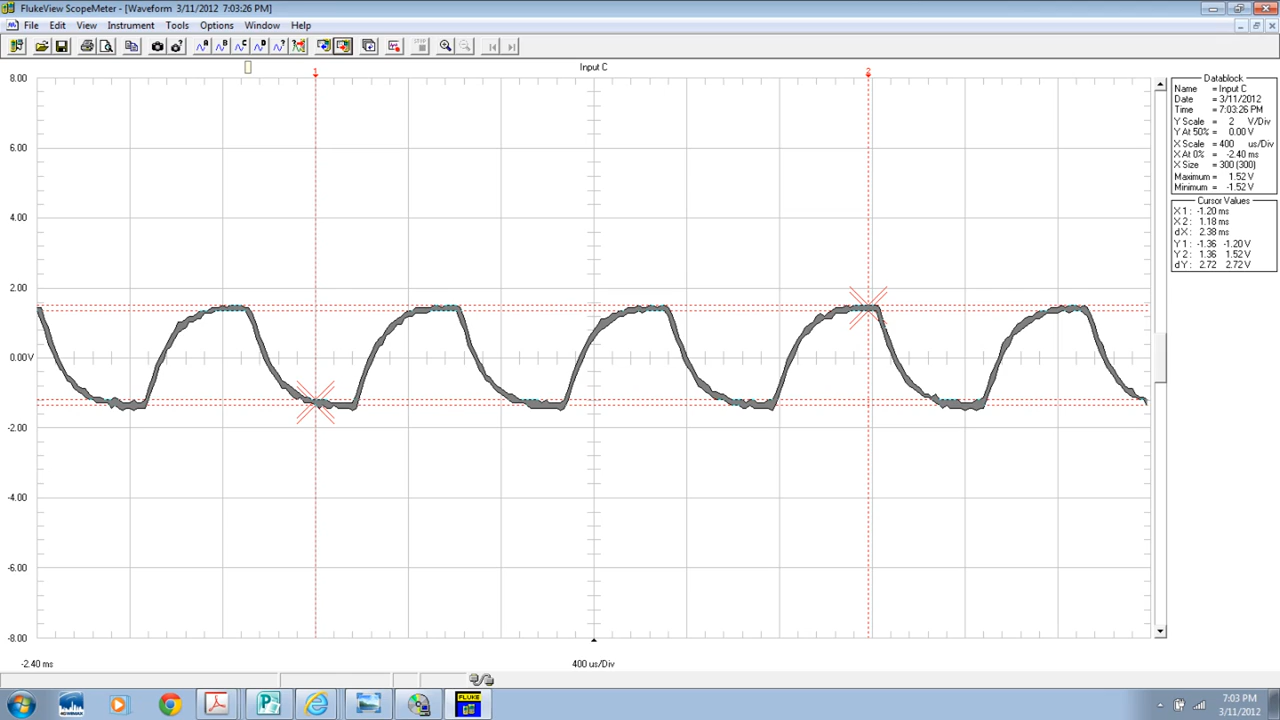 FlukeView ScopeMeter - [Waveform 3/11/2012 7:03:26 PM]
File Edit View Instrument Tools Options Window Help
Input C
1 2
8.00
6.00
4.00
2.00
0.00V
-2.00
-4.00
-6.00
-8.00
-2.40 ms
400 us/Div
Datablock
Name = Input C
Date = 3/11/2012
Time = 7:03:26 PM
Y Scale = 2 V/Div
Y At 50% = 0.00 V
X Scale = 400 us/Div
X At 0% = -2.40 ms
X Size = 300 (300)
Maximum = 1.52 V
Minimum = -1.52 V
Cursor Values
X1: -1.20 ms
X2: 1.18 ms
dX: 2.38 ms
Y1: -1.36 -1.20 V
Y2: 1.36 1.52 V
dY: 2.72 2.72 V
FLUKE
7:03 PM
3/11/2012